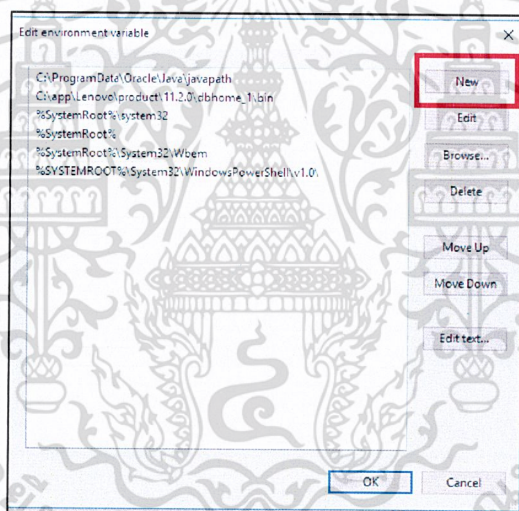 Edit environment variable
C:\ProgramData\Oracle\Java\javapath
C:\app\Lenovo\product\11.2.0\dbhome_1\bin
%SystemRoot%\system32
%SystemRoot%
%SystemRoot%\System32\Wbem
%SYSTEMROOT%\System32\WindowsPowerShell\v1.0\
New
Edit
Browse...
Delete
Move Up
Move Down
Edit text...
OK
Cancel